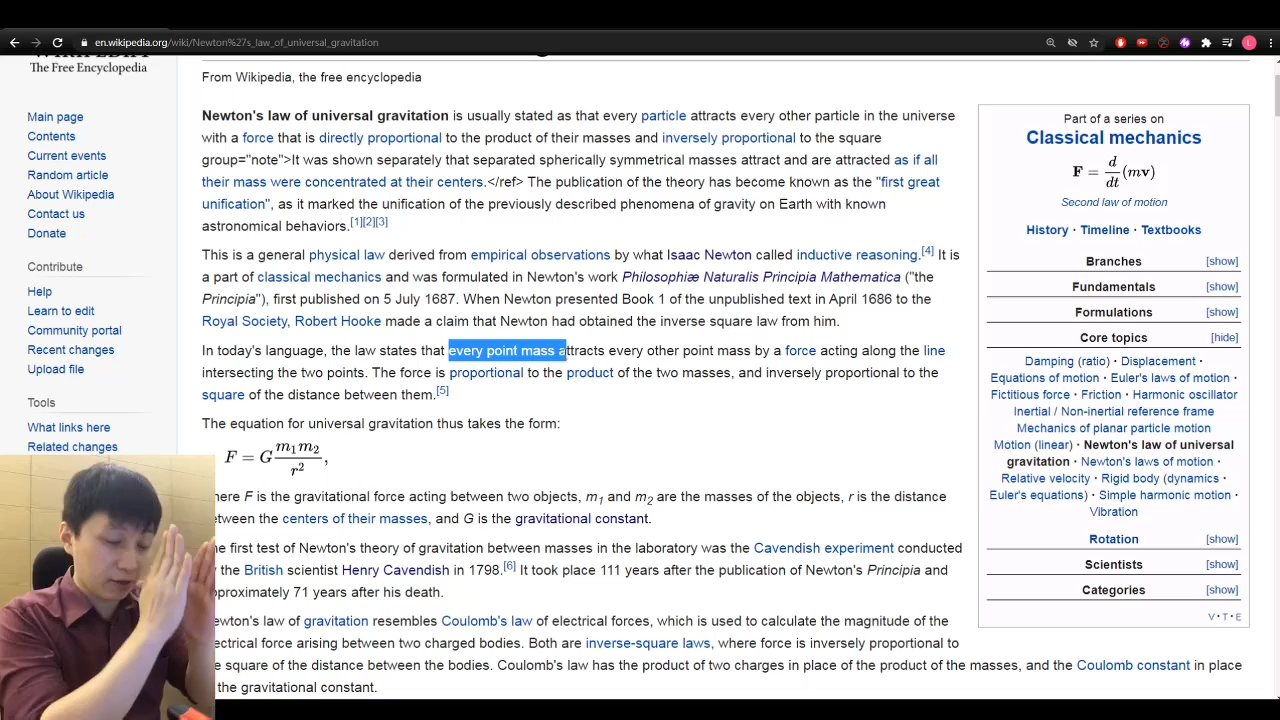 en.wikipedia.org/wiki/Newton%27s_law_of_universal_gravitation
The Free Encyclopedia
Main page
Contents
Current events
Random article
About Wikipedia
Contact us
Donate
Contribute
Help
Learn to edit
Community portal
Recent changes
Upload file
Tools
What links here
Related changes
From Wikipedia, the free encyclopedia
Newton's law of universal gravitation is usually stated as that every particle attracts every other particle in the universe
with a force that is directly proportional to the product of their masses and inversely proportional to the square
group="note">It was shown separately that separated spherically symmetrical masses attract and are attracted as if all
their mass were concentrated at their centers.</ref> The publication of the theory has become known as the "first great
unification", as it marked the unification of the previously described phenomena of gravity on Earth with known
astronomical behaviors.[1][2][3]
This is a general physical law derived from empirical observations by what Isaac Newton called inductive reasoning.[4] It is
a part of classical mechanics and was formulated in Newton's work Philosophiæ Naturalis Principia Mathematica ("the
Principia"), first published on 5 July 1687. When Newton presented Book 1 of the unpublished text in April 1686 to the
Royal Society, Robert Hooke made a claim that Newton had obtained the inverse square law from him.
In today's language, the law states that every point mass attracts every other point mass by a force acting along the line
intersecting the two points. The force is proportional to the product of the two masses, and inversely proportional to the
square of the distance between them.[5]
The equation for universal gravitation thus takes the form:
F = G m₁m₂ / r²,
here F is the gravitational force acting between two objects, m₁ and m₂ are the masses of the objects, r is the distance
etween the centers of their masses, and G is the gravitational constant.
he first test of Newton's theory of gravitation between masses in the laboratory was the Cavendish experiment conducted
y the British scientist Henry Cavendish in 1798.[6] It took place 111 years after the publication of Newton's Principia and
pproximately 71 years after his death.
ewton's law of gravitation resembles Coulomb's law of electrical forces, which is used to calculate the magnitude of the
ectrical force arising between two charged bodies. Both are inverse-square laws, where force is inversely proportional to
e square of the distance between the bodies. Coulomb's law has the product of two charges in place of the product of the masses, and the Coulomb constant in place
the gravitational constant.
Part of a series on
Classical mechanics
F = d/dt (mv)
Second law of motion
History · Timeline · Textbooks
Branches [show]
Fundamentals [show]
Formulations [show]
Core topics [hide]
Damping (ratio) · Displacement ·
Equations of motion · Euler's laws of motion ·
Fictitious force · Friction · Harmonic oscillator
Inertial / Non-inertial reference frame
Mechanics of planar particle motion
Motion (linear) · Newton's law of universal
gravitation · Newton's laws of motion ·
Relative velocity · Rigid body (dynamics ·
Euler's equations) · Simple harmonic motion ·
Vibration
Rotation [show]
Scientists [show]
Categories [show]
V · T · E